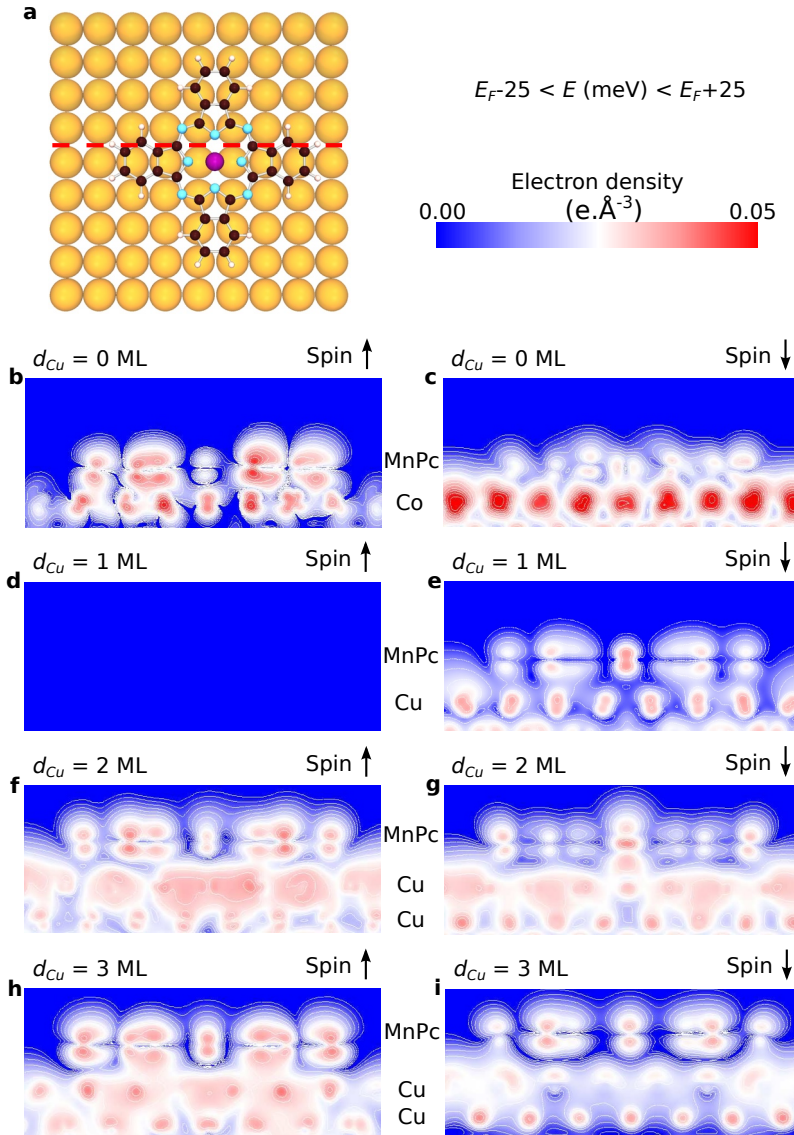 a
E_F-25 < E (meV) < E_F+25
Electron density
0.00 (e.Å⁻³) 0.05
d_Cu = 0 ML Spin ↑
d_Cu = 0 ML Spin ↓
b
c
MnPc
Co
d_Cu = 1 ML Spin ↑
d_Cu = 1 ML Spin ↓
d
e
MnPc
Cu
d_Cu = 2 ML Spin ↑
d_Cu = 2 ML Spin ↓
f
g
MnPc
Cu
Cu
d_Cu = 3 ML Spin ↑
d_Cu = 3 ML Spin ↓
h
i
MnPc
Cu
Cu